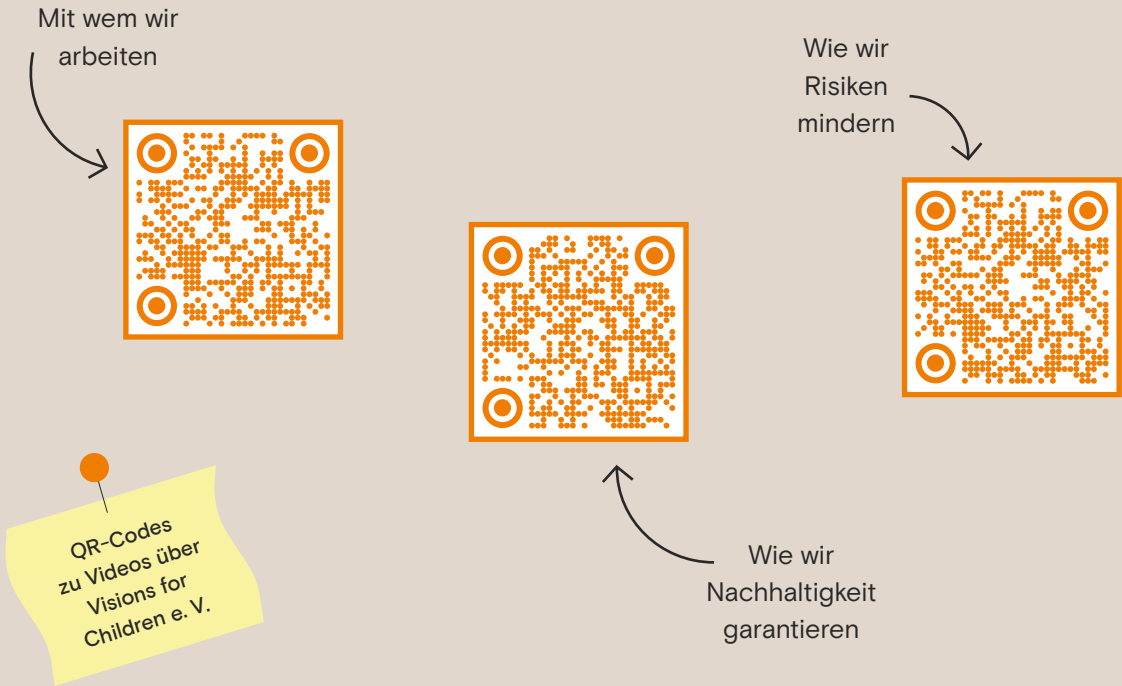 Mit wem wir
arbeiten
Wie wir
Risiken
mindern
QR-Codes
zu Videos über
Visions for
Children e. V.
Wie wir
Nachhaltigkeit
garantieren